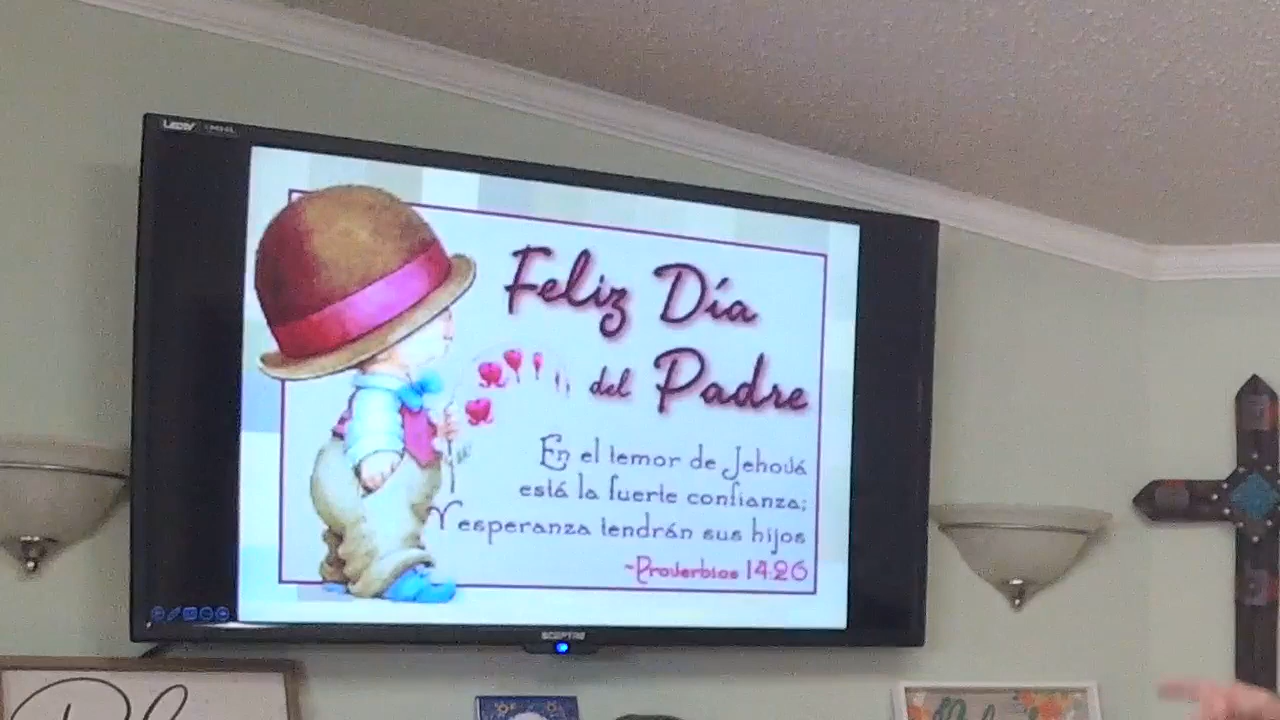 Feliz Día
del Padre
En el temor de Jehová
está la fuerte confianza;
Y esperanza tendrán sus hijos
~Proverbios 14:26
SCEPTRE